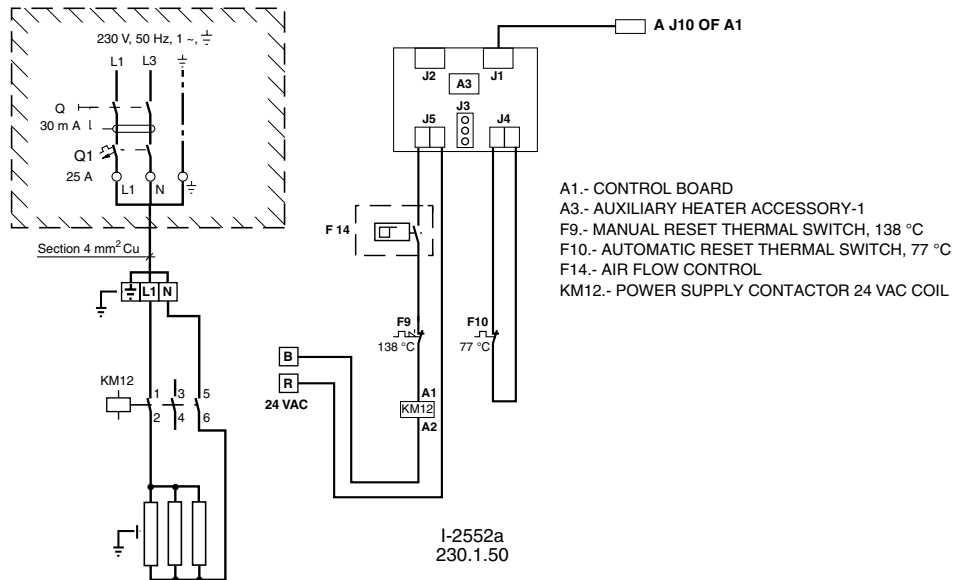 230 V, 50 Hz, 1 ~,
L1 L3
Q
30 m A I
Q1
25 A
L1 N
Section 4 mm² Cu
L1 N
KM12
1 3 5
2 4 6
A J10 OF A1
J2 J1
A3
J3
J5 J4
F 14
F9
138 °C
F10
77 °C
B
R
24 VAC
A1
KM12
A2
A1.- CONTROL BOARD
A3.- AUXILIARY HEATER ACCESSORY-1
F9.- MANUAL RESET THERMAL SWITCH, 138 °C
F10.- AUTOMATIC RESET THERMAL SWITCH, 77 °C
F14.- AIR FLOW CONTROL
KM12.- POWER SUPPLY CONTACTOR 24 VAC COIL
I-2552a
230.1.50